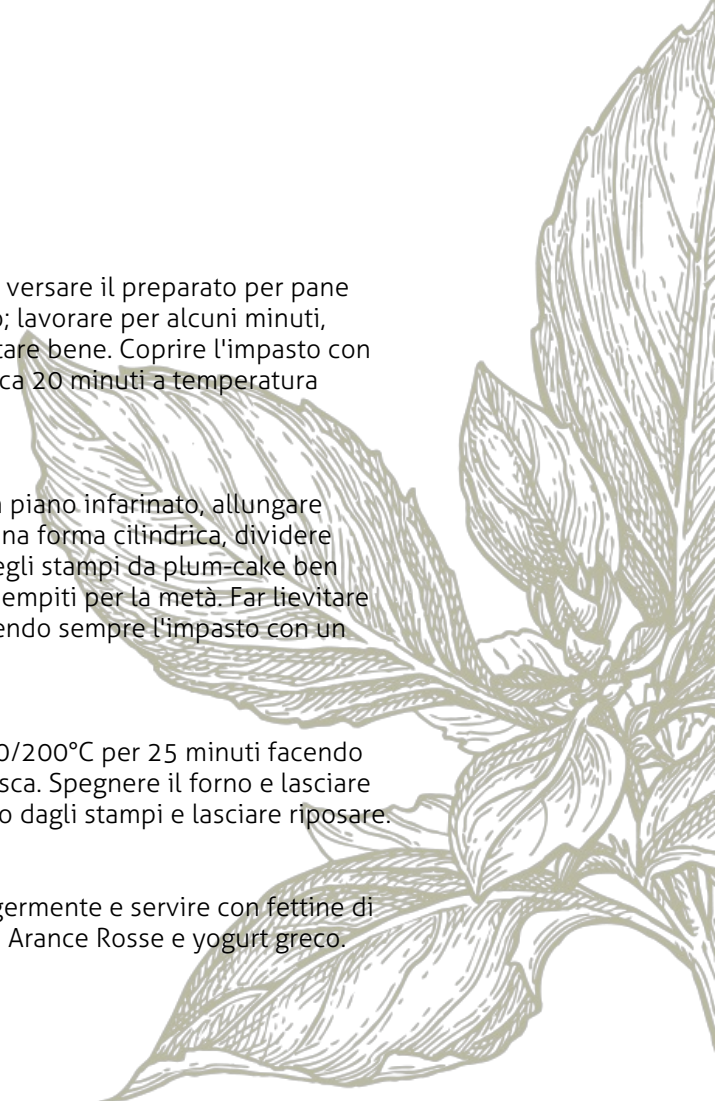 versare il preparato per pane
; lavorare per alcuni minuti,
tare bene. Coprire l'impasto con
ca 20 minuti a temperatura
piano infarinato, allungare
na forma cilindrica, dividere
egli stampi da plum-cake ben
empiti per la metà. Far lievitare
endo sempre l'impasto con un
0/200°C per 25 minuti facendo
sca. Spegnere il forno e lasciare
o dagli stampi e lasciare riposare.
germente e servire con fettine di
Arance Rosse e yogurt greco.